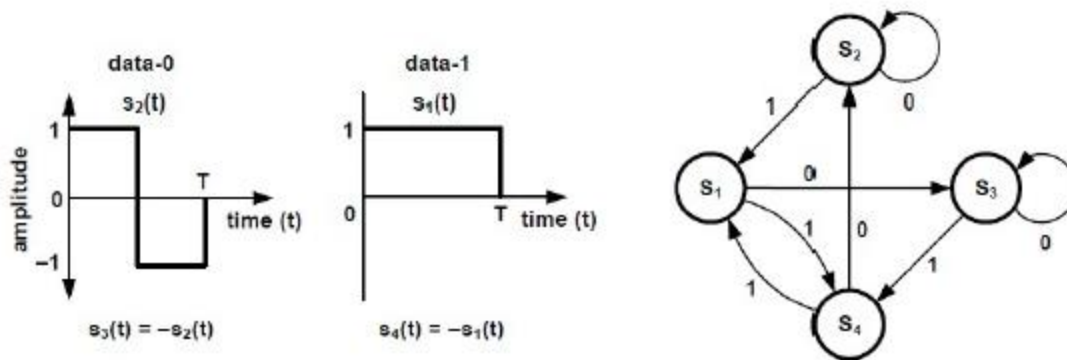 data-0
s₂(t)
1
0
−1
amplitude
T
time (t)
s₃(t) = −s₂(t)
data-1
s₁(t)
1
0
T
time (t)
s₄(t) = −s₁(t)
S₂
0
1
S₁
0
S₃
0
1
0
1
1
S₄